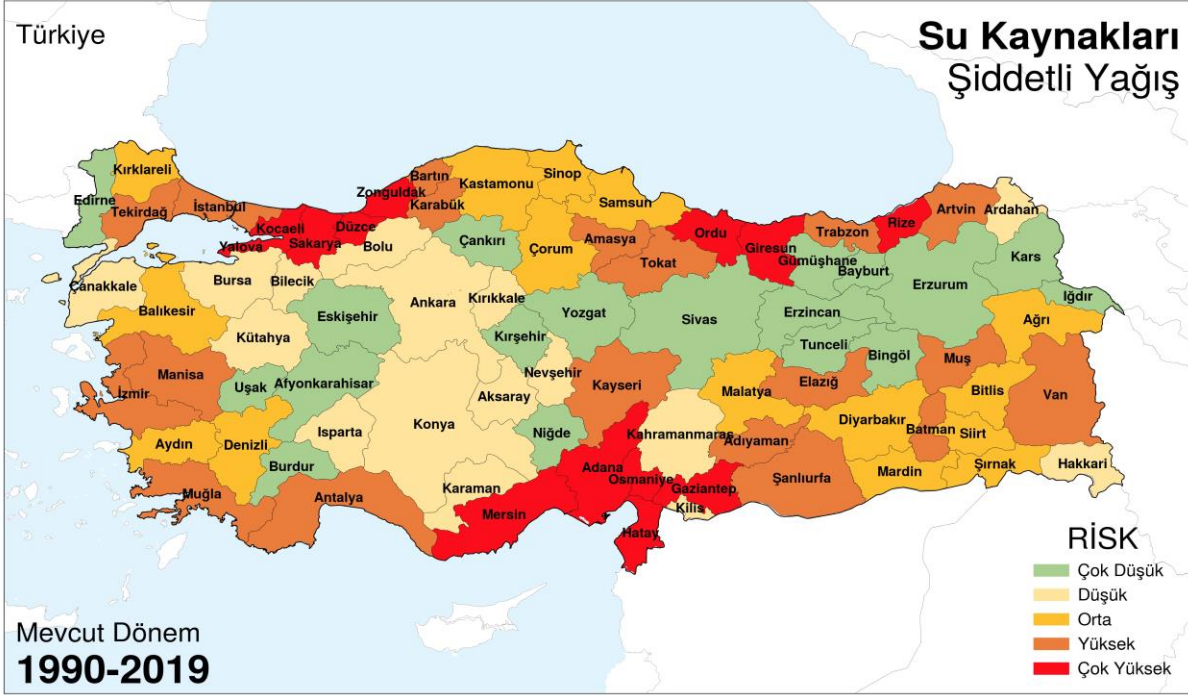 Türkiye
Su Kaynakları
Şiddetli Yağış
Kırklareli
Edirne
Tekirdağ
İstanbul
Kocaeli
Yalova
Sakarya
Düzce
Zonguldak
Bartın
Karabük
Kastamonu
Sinop
Samsun
Bolu
Çankırı
Çorum
Amasya
Tokat
Ordu
Giresun
Gümüşhane
Trabzon
Bayburt
Rize
Artvin
Ardahan
Kars
Iğdır
Erzurum
Ağrı
Çanakkale
Bursa
Bilecik
Balıkesir
Kütahya
Eskişehir
Ankara
Kırıkkale
Kırşehir
Yozgat
Sivas
Erzincan
Tunceli
Bingöl
Muş
Bitlis
Van
Manisa
İzmir
Uşak
Afyonkarahisar
Nevşehir
Aksaray
Konya
Kayseri
Malatya
Elazığ
Diyarbakır
Batman
Siirt
Şırnak
Hakkari
Aydın
Denizli
Isparta
Burdur
Niğde
Kahramanmaraş
Adıyaman
Şanlıurfa
Mardin
Muğla
Antalya
Karaman
Mersin
Adana
Osmaniye
Gaziantep
Kilis
Hatay
RİSK
Çok Düşük
Düşük
Orta
Yüksek
Çok Yüksek
Mevcut Dönem
1990-2019